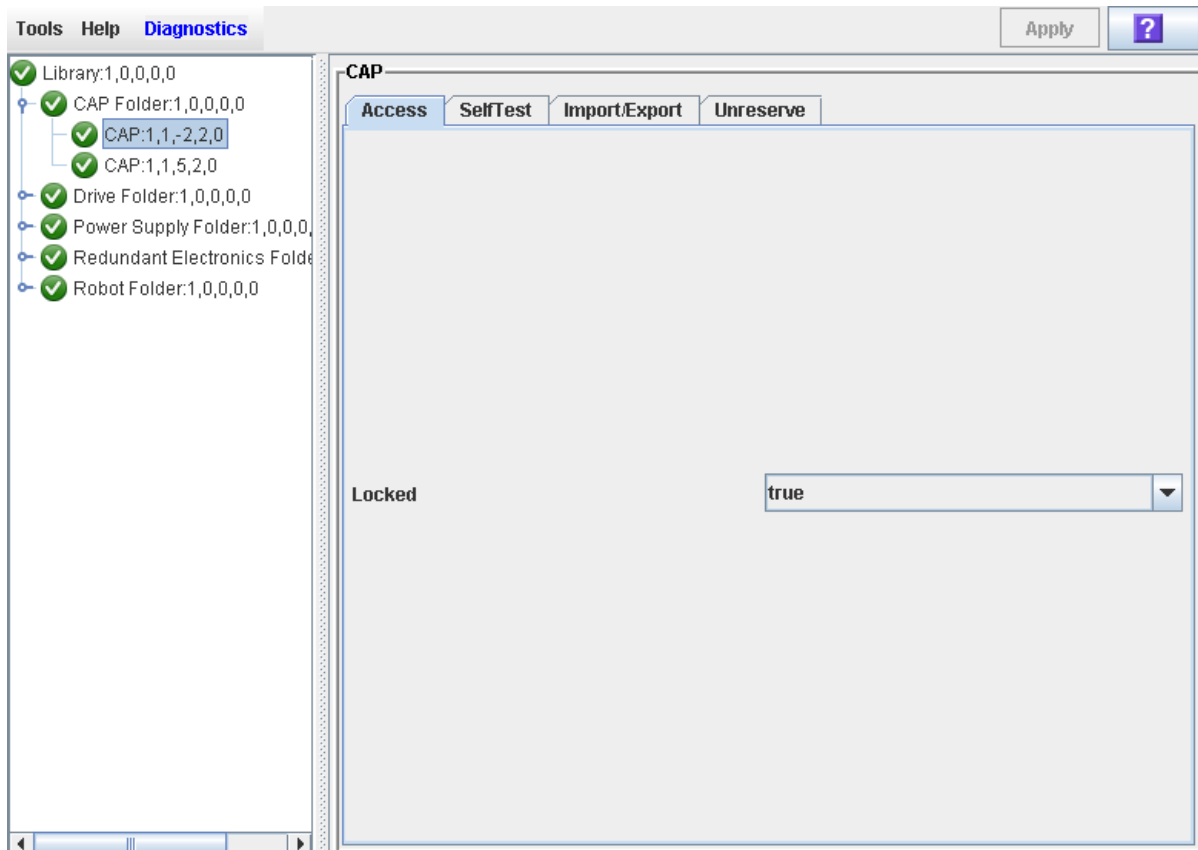 Tools Help Diagnostics
Apply
?
Library:1,0,0,0,0
CAP Folder:1,0,0,0,0
CAP:1,1,-2,2,0
CAP:1,1,5,2,0
Drive Folder:1,0,0,0,0
Power Supply Folder:1,0,0,0,
Redundant Electronics Folde
Robot Folder:1,0,0,0,0
CAP
Access SelfTest Import/Export Unreserve
Locked true